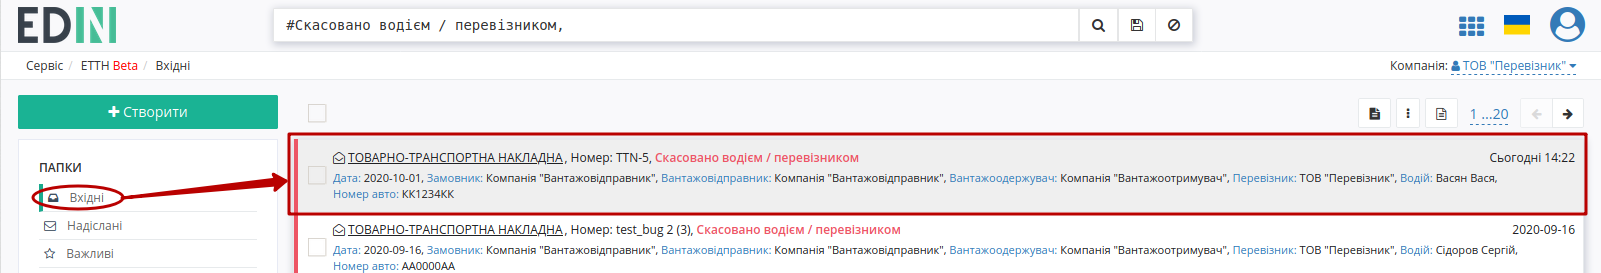 EDIN
#Скасовано водієм / перевізником,
Сервіс / ЕТТН Beta / Вхідні
Компанія: ТОВ "Перевізник"
+ Створити
1 ...20
ПАПКИ
Вхідні
Надіслані
Важливі
ТОВАРНО-ТРАНСПОРТНА НАКЛАДНА, Номер: TTN-5, Скасовано водієм / перевізником
Сьогодні 14:22
Дата: 2020-10-01, Замовник: Компанія "Вантажовідправник", Вантажовідправник: Компанія "Вантажовідправник", Вантажоодержувач: Компанія "Вантажоотримувач", Перевізник: ТОВ "Перевізник", Водій: Васян Вася,
Номер авто: КК1234КК
ТОВАРНО-ТРАНСПОРТНА НАКЛАДНА, Номер: test_bug 2 (3), Скасовано водієм / перевізником
2020-09-16
Дата: 2020-09-16, Замовник: Компанія "Вантажовідправник", Вантажовідправник: Компанія "Вантажовідправник", Вантажоодержувач: Компанія "Вантажоотримувач", Перевізник: ТОВ "Перевізник", Водій: Сідоров Сергій,
Номер авто: АА0000АА